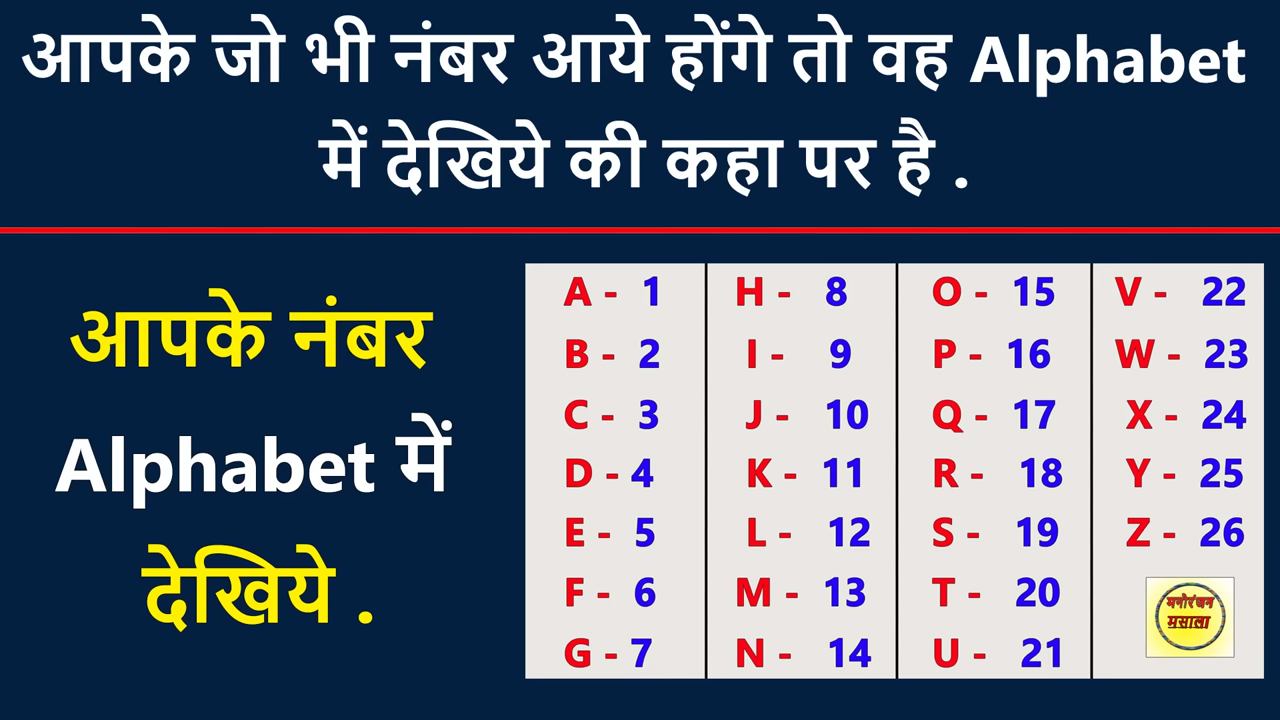 आपके जो भी नंबर आये होंगे तो वह Alphabet
में देखिये की कहा पर है .
आपके नंबर
Alphabet में
देखिये .
A - 1
B - 2
C - 3
D - 4
E - 5
F - 6
G - 7
H - 8
I - 9
J - 10
K - 11
L - 12
M - 13
N - 14
O - 15
P - 16
Q - 17
R - 18
S - 19
T - 20
U - 21
V - 22
W - 23
X - 24
Y - 25
Z - 26
मनोरंजन
मसाला